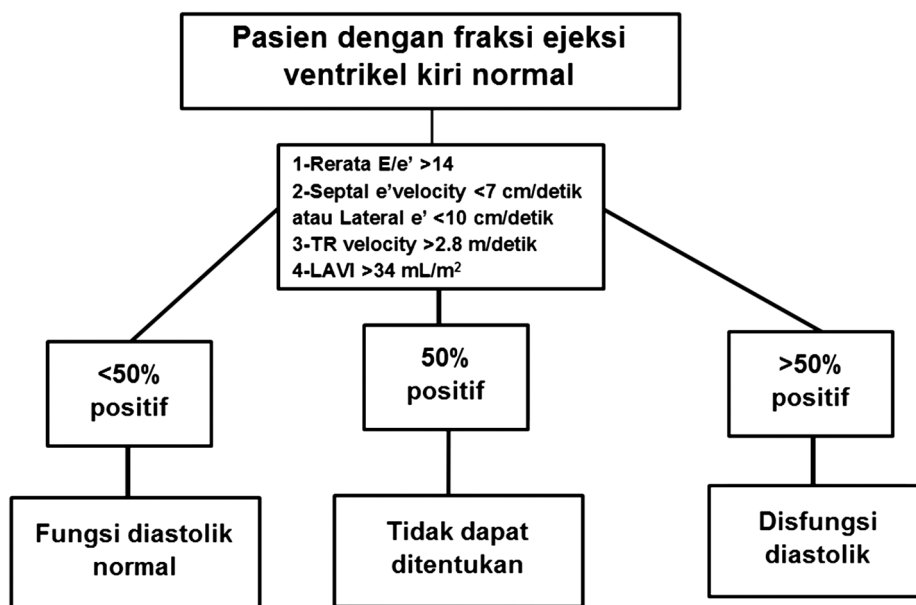 Pasien dengan fraksi ejeksi
ventrikel kiri normal
1-Rerata E/e’ >14
2-Septal e’velocity <7 cm/detik
atau Lateral e’ <10 cm/detik
3-TR velocity >2.8 m/detik
4-LAVI >34 mL/m²
<50%
positif
50%
positif
>50%
positif
Fungsi diastolik
normal
Tidak dapat
ditentukan
Disfungsi
diastolik